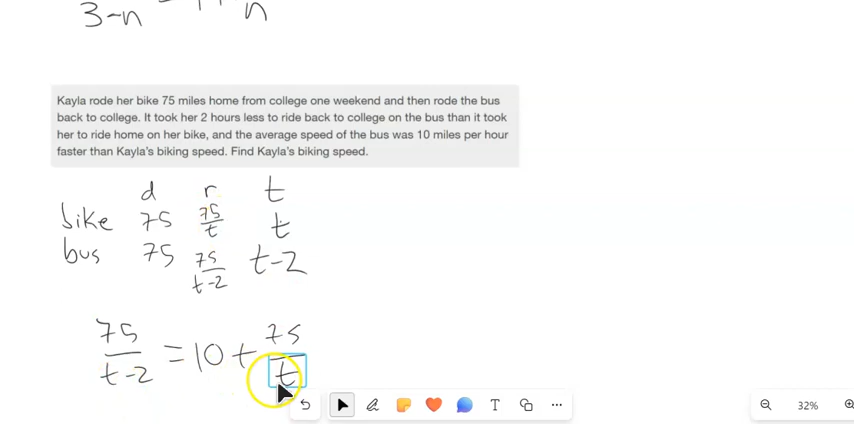 3-n
n
Kayla rode her bike 75 miles home from college one weekend and then rode the bus
back to college. It took her 2 hours less to ride back to college on the bus than it took
her to ride home on her bike, and the average speed of the bus was 10 miles per hour
faster than Kayla's biking speed. Find Kayla's biking speed.
d r t
bike 75 75/t t
bus 75 75/t-2 t-2
75/t-2 = 10 + 75/t
T
32%